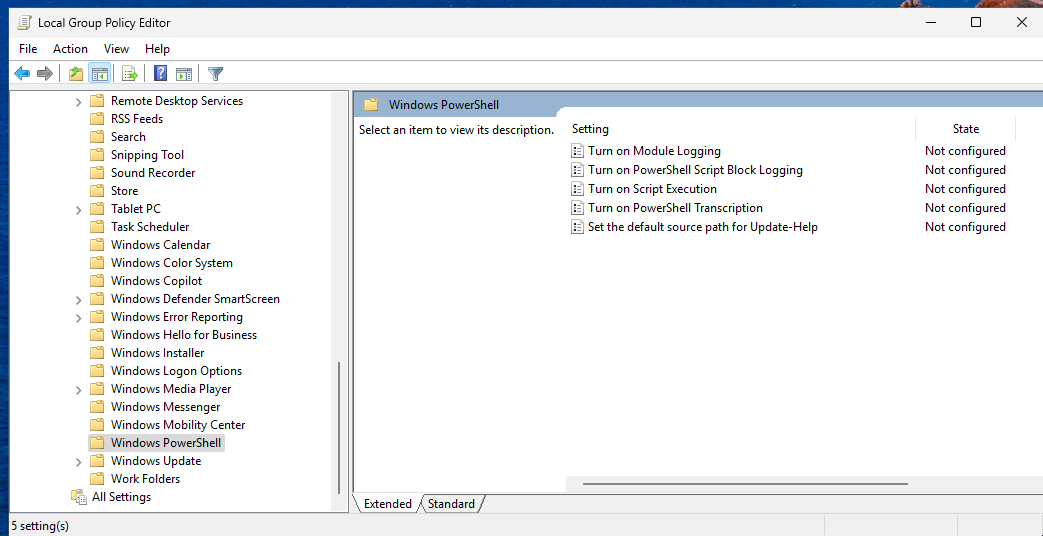 Local Group Policy Editor
File Action View Help
Remote Desktop Services
RSS Feeds
Search
Snipping Tool
Sound Recorder
Store
Tablet PC
Task Scheduler
Windows Calendar
Windows Color System
Windows Copilot
Windows Defender SmartScreen
Windows Error Reporting
Windows Hello for Business
Windows Installer
Windows Logon Options
Windows Media Player
Windows Messenger
Windows Mobility Center
Windows PowerShell
Windows Update
Work Folders
All Settings
Windows PowerShell
Select an item to view its description.
Setting State
Turn on Module Logging Not configured
Turn on PowerShell Script Block Logging Not configured
Turn on Script Execution Not configured
Turn on PowerShell Transcription Not configured
Set the default source path for Update-Help Not configured
Extended Standard
5 setting(s)